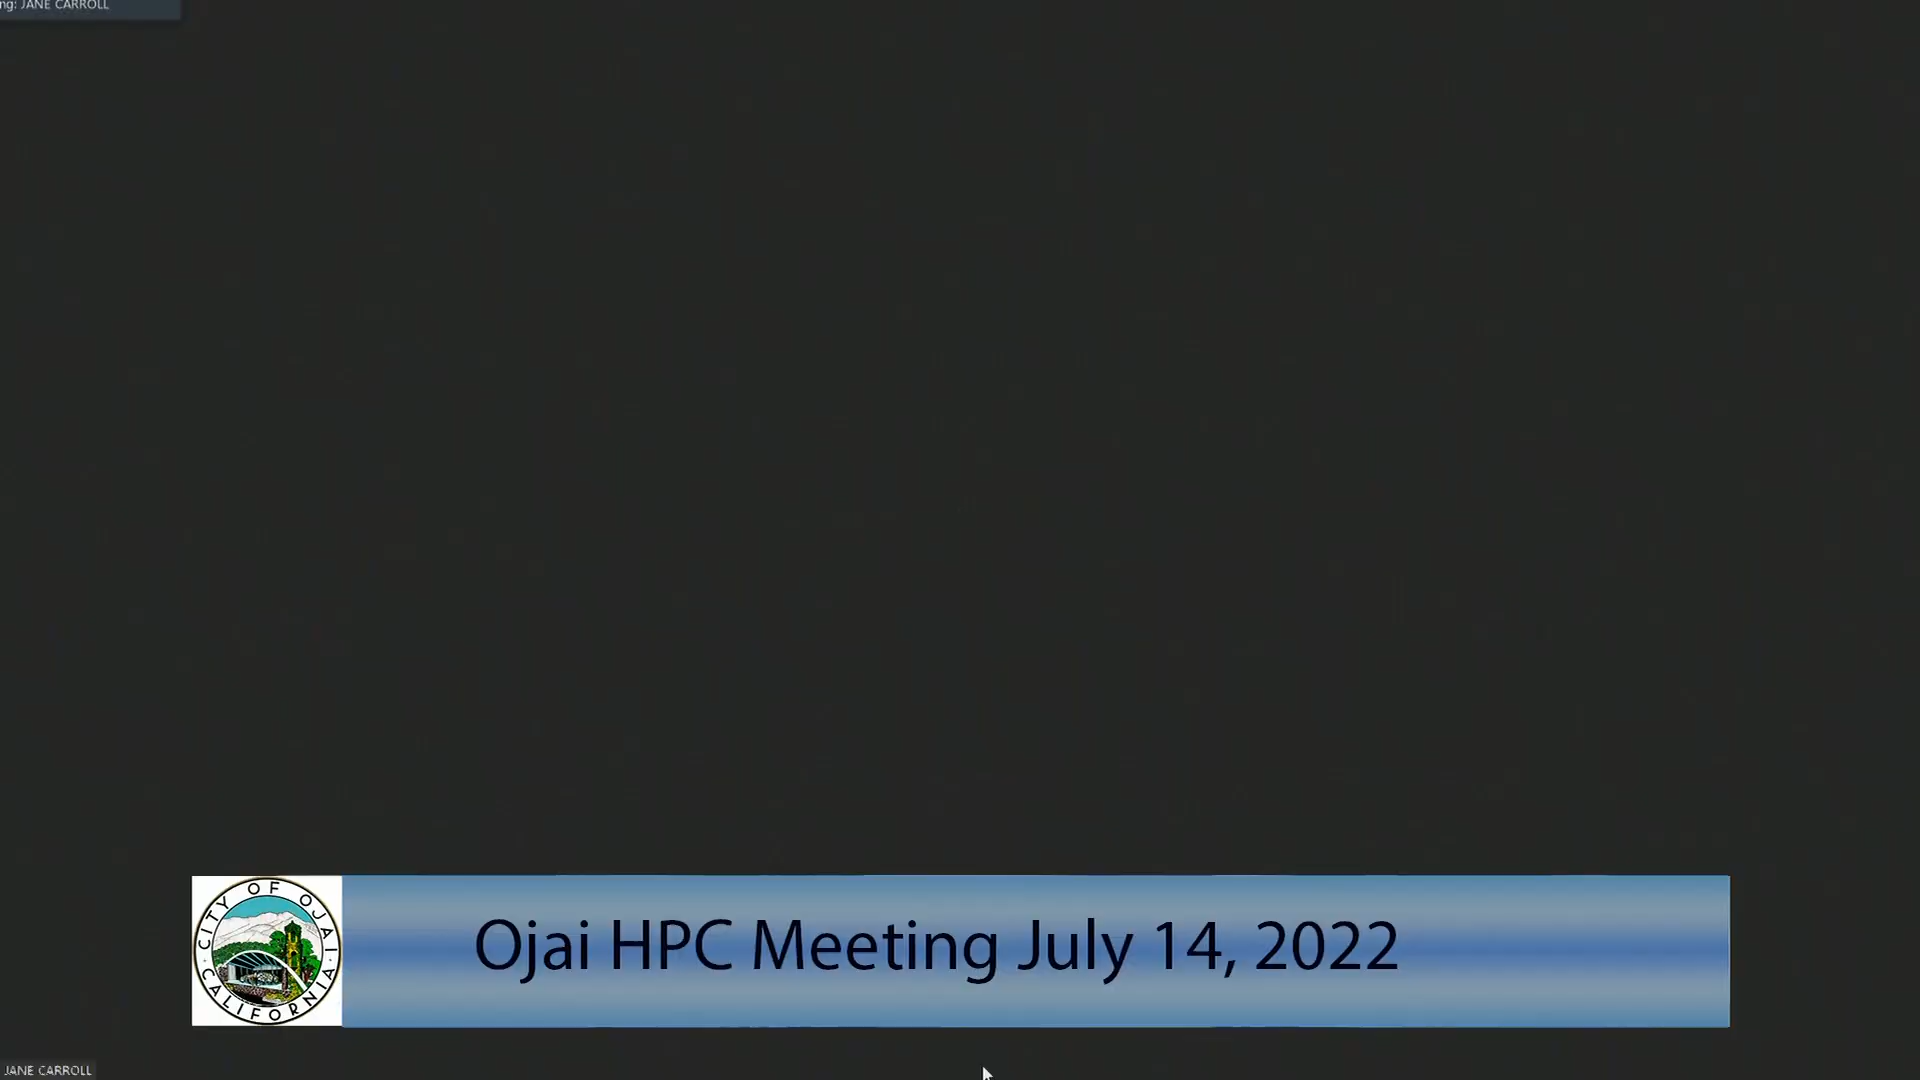 ng: JANE CARROLL
CITY OF OJAI
CALIFORNIA
Ojai HPC Meeting July 14, 2022
JANE CARROLL